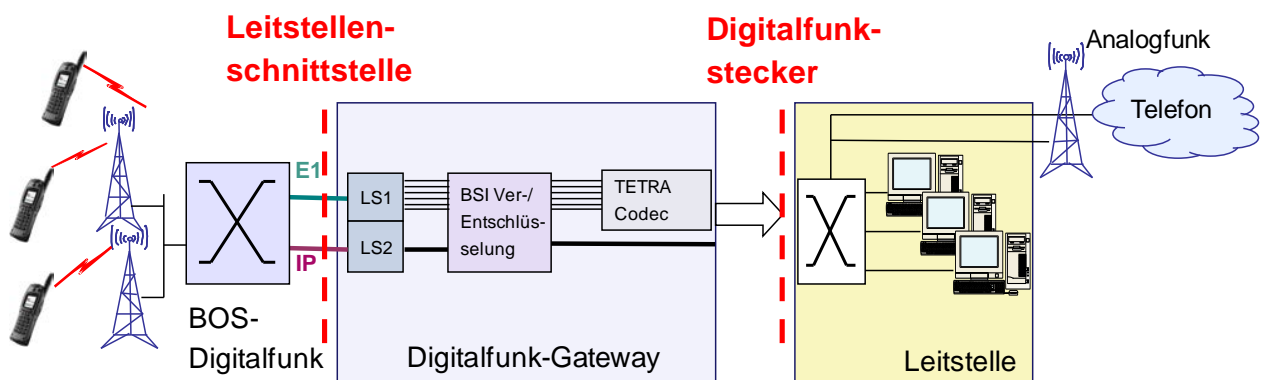 Leitstellen-
schnittstelle
Digitalfunk-
stecker
Analogfunk
Telefon
E1
LS1
BSI Ver-/
Entschlüs-
selung
TETRA
Codec
LS2
IP
BOS-
Digitalfunk
Digitalfunk-Gateway
Leitstelle